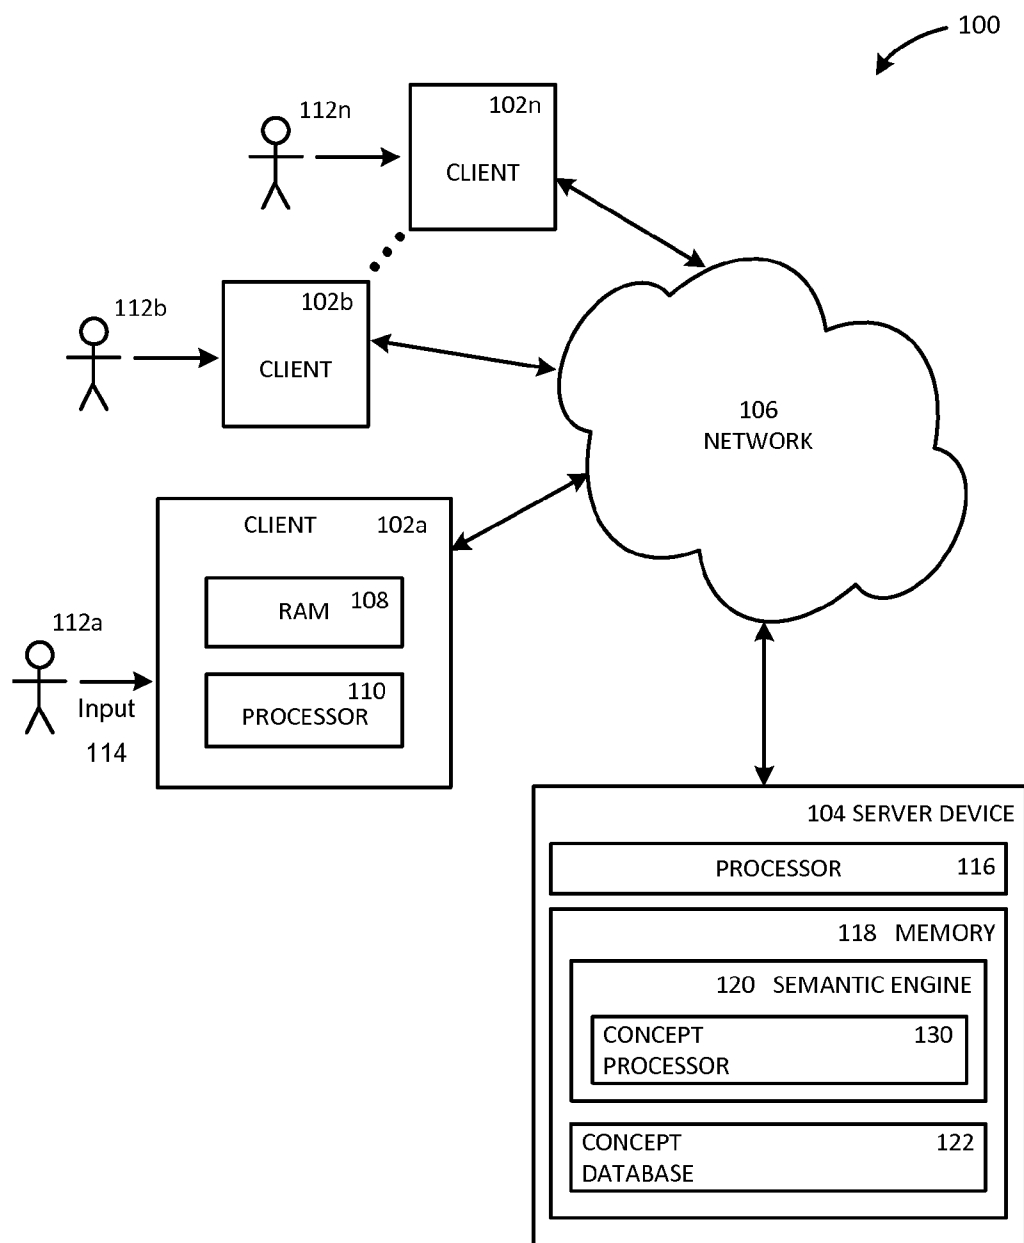 100
112n
102n
CLIENT
112b
102b
CLIENT
106
NETWORK
CLIENT 102a
RAM 108
112a
110
PROCESSOR
Input
114
104 SERVER DEVICE
PROCESSOR 116
118 MEMORY
120 SEMANTIC ENGINE
CONCEPT 130
PROCESSOR
CONCEPT 122
DATABASE